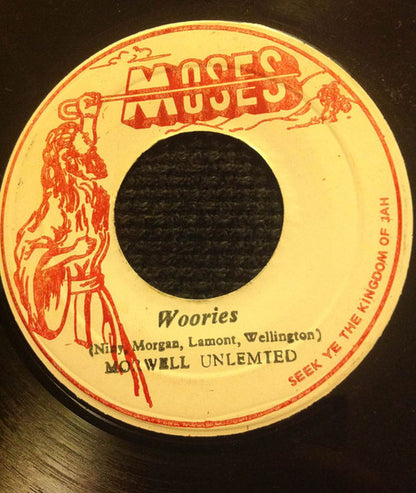 MOSES
Woories
(Niny, Morgan, Lamont, Wellington)
MO WELL UNLEMTED
SEEK YE THE KINGDOM OF JAH